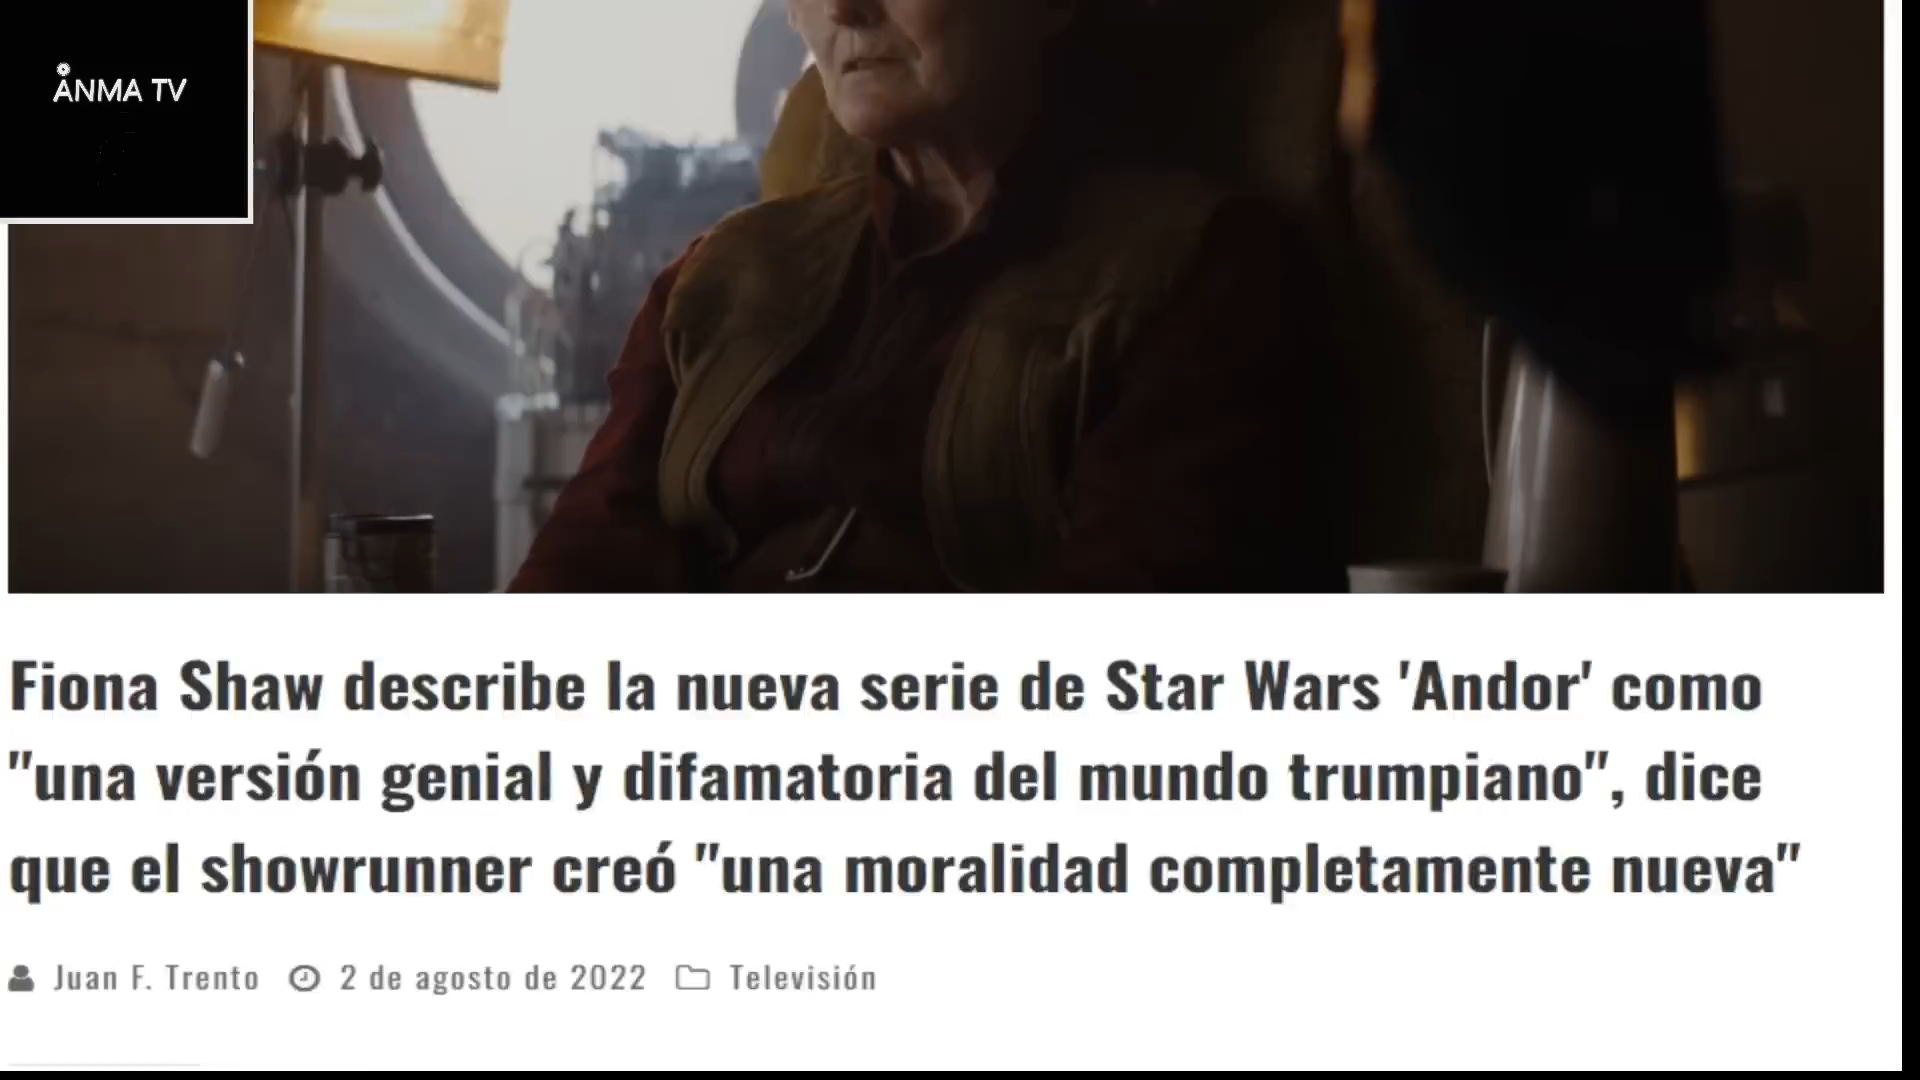 ÅNMA TV
Fiona Shaw describe la nueva serie de Star Wars 'Andor' como
"una versión genial y difamatoria del mundo trumpiano", dice
que el showrunner creó "una moralidad completamente nueva"
Juan F. Trento 2 de agosto de 2022 Televisión